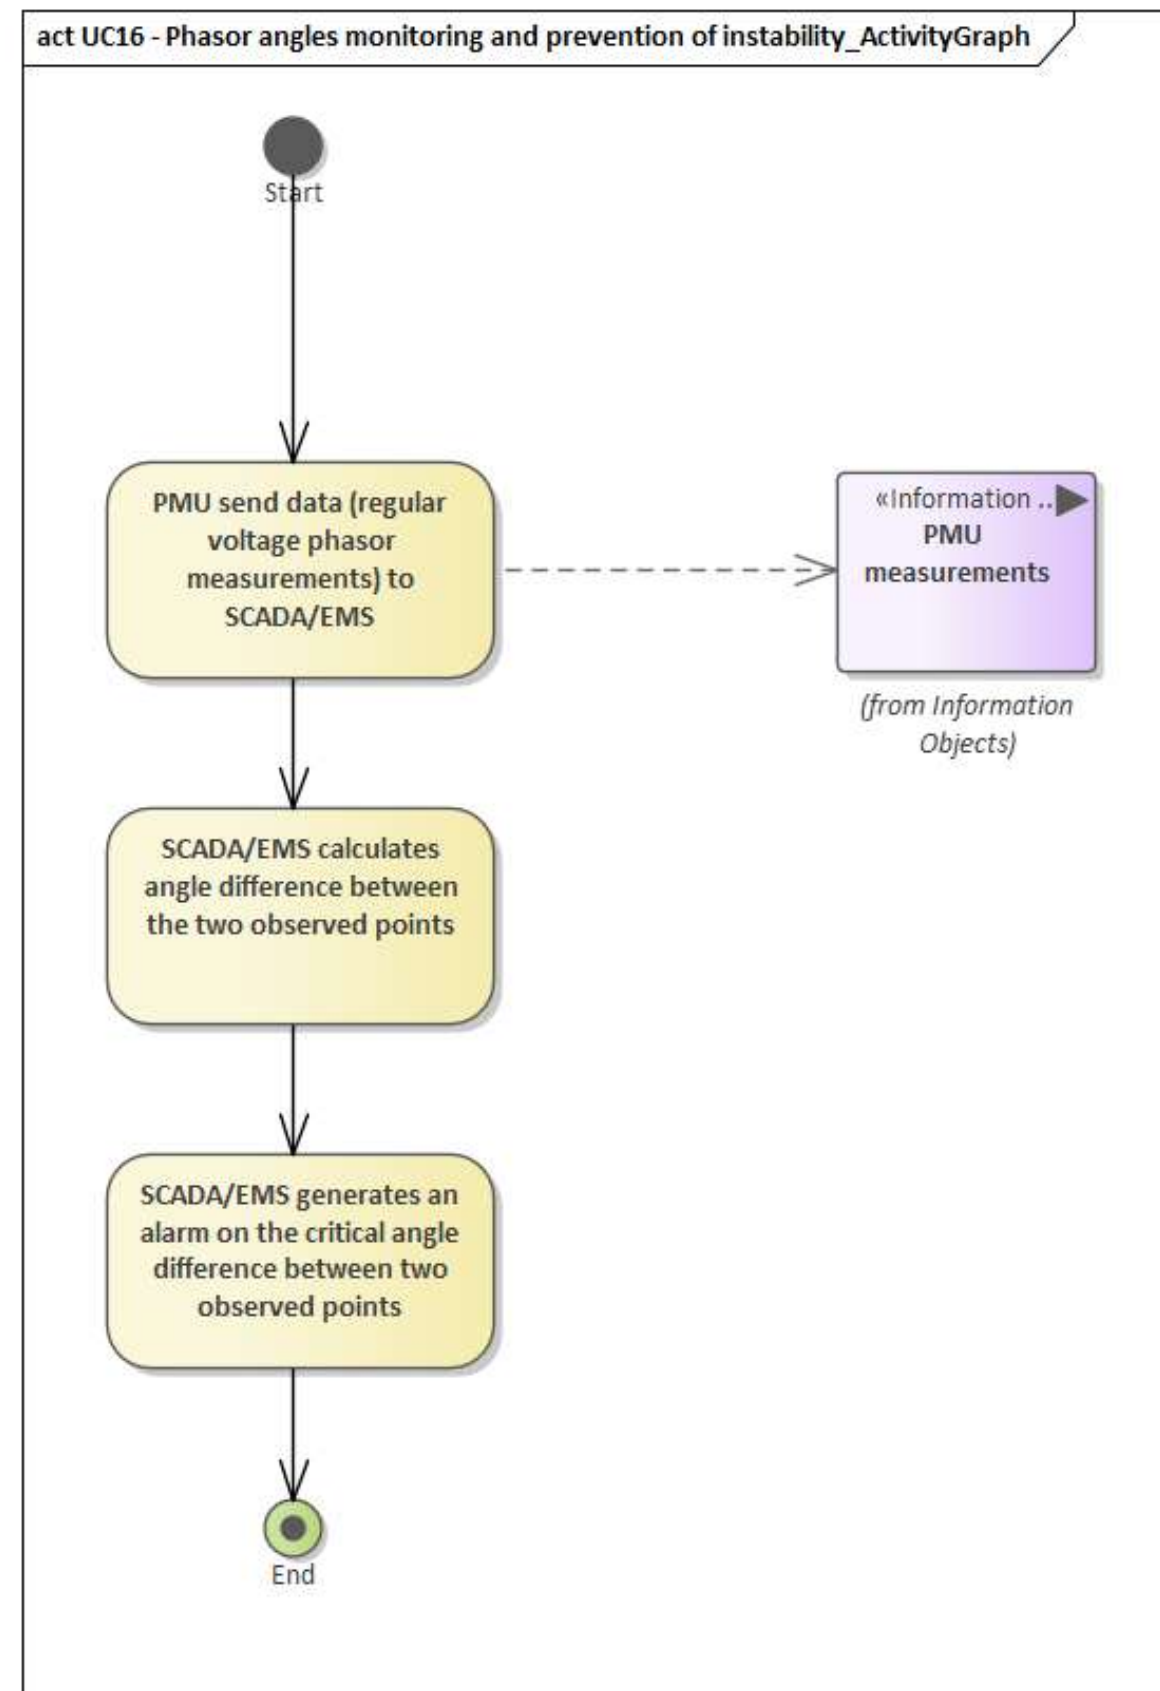 act UC16 - Phasor angles monitoring and prevention of instability_ActivityGraph
Start
PMU send data (regular
voltage phasor
measurements) to
SCADA/EMS
«Information ..
PMU
measurements
(from Information
Objects)
SCADA/EMS calculates
angle difference between
the two observed points
SCADA/EMS generates an
alarm on the critical angle
difference between two
observed points
End